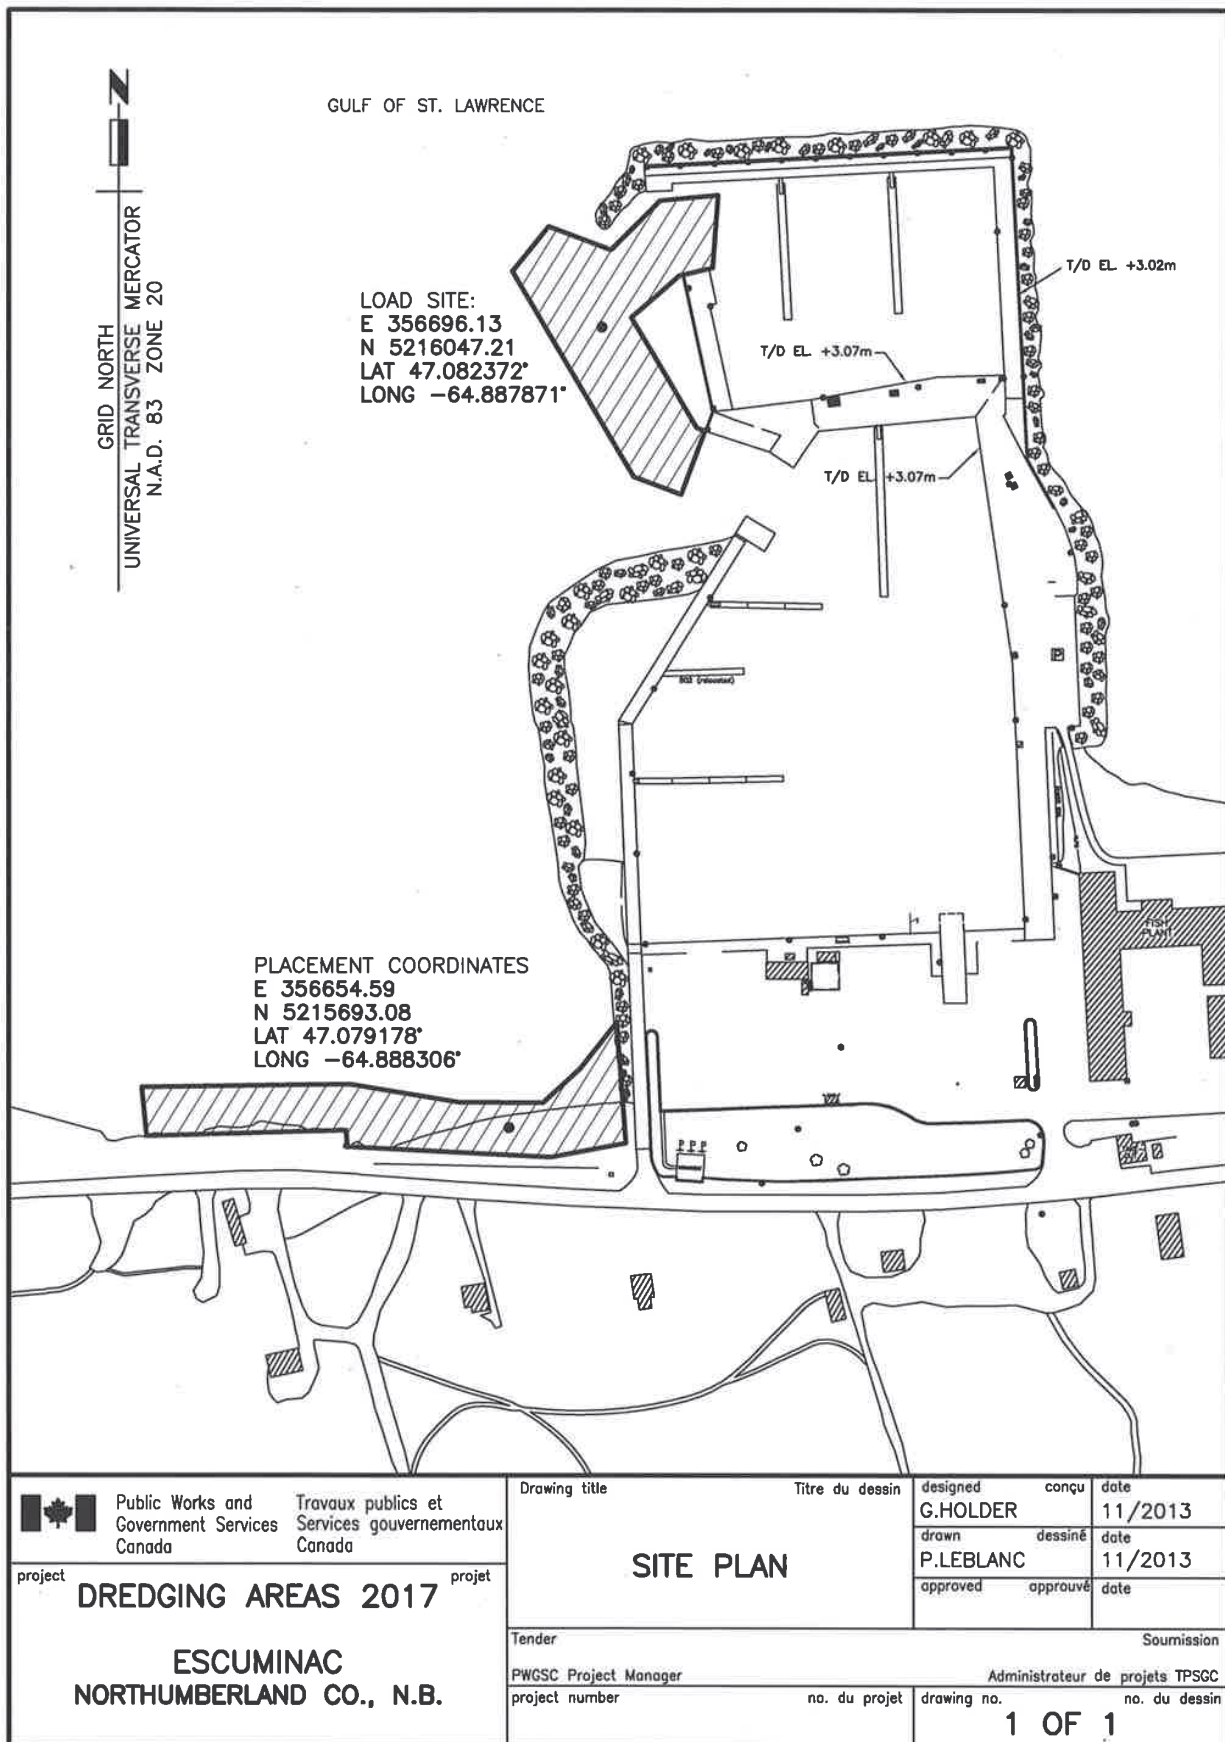 GULF OF ST. LAWRENCE
N
GRID NORTH
UNIVERSAL TRANSVERSE MERCATOR
N.A.D. 83 ZONE 20
LOAD SITE:
E 356696.13
N 5216047.21
LAT 47.082372°
LONG -64.887871°
T/D EL. +3.02m
T/D EL. +3.07m
T/D EL. +3.07m
P
FISH
PLANT
PLACEMENT COORDINATES
E 356654.59
N 5215693.08
LAT 47.079178°
LONG -64.888306°
P P P
Public Works and
Government Services
Canada
Travaux publics et
Services gouvernementaux
Canada
project projet
DREDGING AREAS 2017
ESCUMINAC
NORTHUMBERLAND CO., N.B.
Drawing title Titre du dessin
SITE PLAN
designed conçu date
G.HOLDER 11/2013
drawn dessiné date
P.LEBLANC 11/2013
approved approuvé date
Tender Soumission
PWGSC Project Manager Administrateur de projets TPSGC
project number no. du projet
drawing no. no. du dessin
1 OF 1